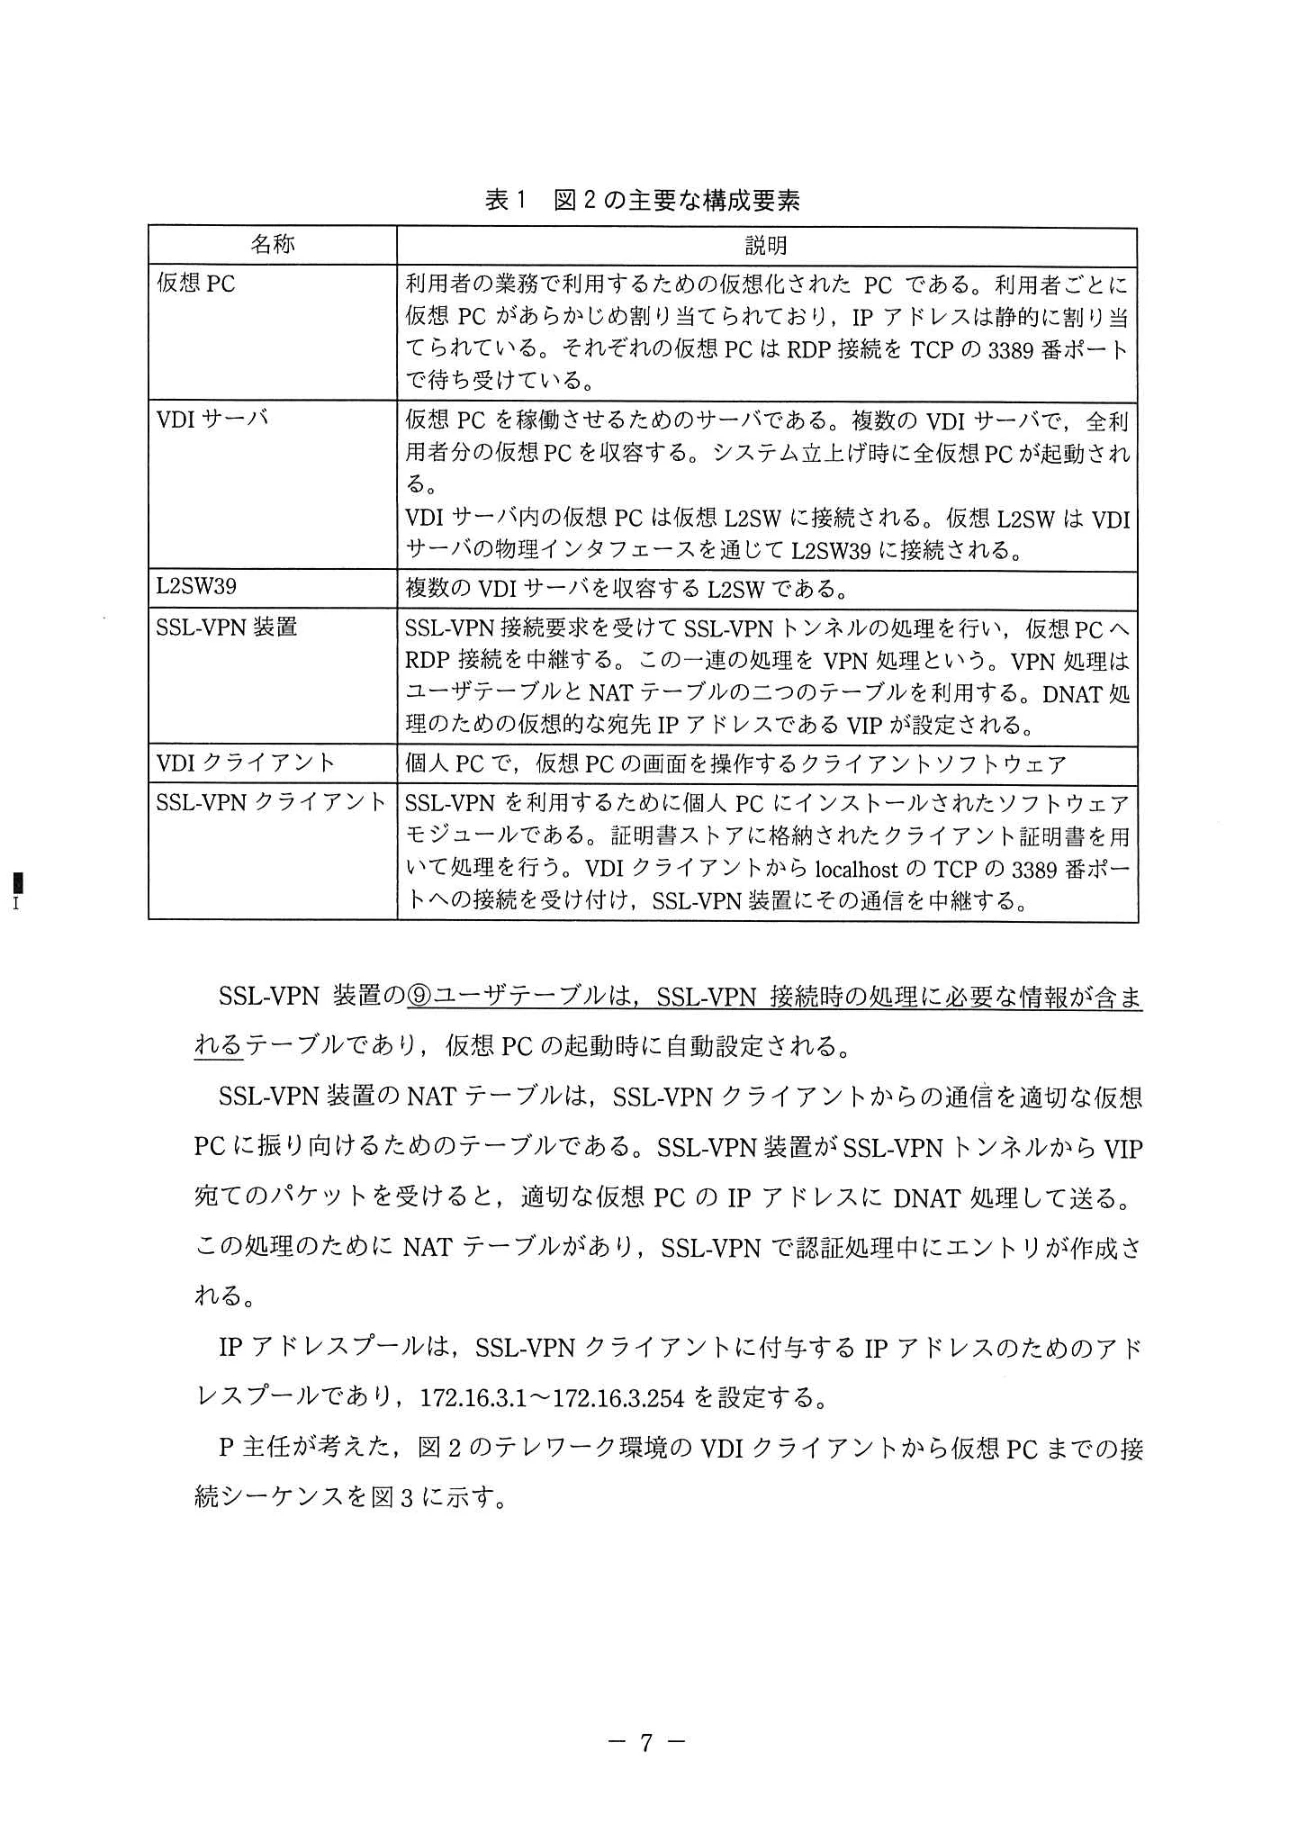 表1 図2の主要な構成要素
名称 説明
仮想 PC
利用者の業務で利用するための仮想化された PC である。利用者ごとに
仮想 PC があらかじめ割り当てられており，IP アドレスは静的に割り当
てられている。それぞれの仮想 PC は RDP 接続を TCP の 3389 番ポート
で待ち受けている。
VDI サーバ
仮想 PC を稼働させるためのサーバである。複数の VDI サーバで，全利
用者分の仮想 PC を収容する。システム立上げ時に全仮想 PC が起動され
る。
VDI サーバ内の仮想 PC は仮想 L2SW に接続される。仮想 L2SW は VDI
サーバの物理インタフェースを通じて L2SW39 に接続される。
L2SW39
複数の VDI サーバを収容する L2SW である。
SSL-VPN 装置
SSL-VPN 接続要求を受けて SSL-VPN トンネルの処理を行い，仮想 PC へ
RDP 接続を中継する。この一連の処理を VPN 処理という。VPN 処理は
ユーザテーブルと NAT テーブルの二つのテーブルを利用する。DNAT 処
理のための仮想的な宛先 IP アドレスである VIP が設定される。
VDI クライアント
個人 PC で，仮想 PC の画面を操作するクライアントソフトウェア
SSL-VPN クライアント
SSL-VPN を利用するために個人 PC にインストールされたソフトウェア
モジュールである。証明書ストアに格納されたクライアント証明書を用
いて処理を行う。VDI クライアントから localhost の TCP の 3389 番ポー
トへの接続を受け付け，SSL-VPN 装置にその通信を中継する。
I
SSL-VPN 装置の⑨ユーザテーブルは，SSL-VPN 接続時の処理に必要な情報が含ま
れるテーブルであり，仮想 PC の起動時に自動設定される。
SSL-VPN 装置の NAT テーブルは，SSL-VPN クライアントからの通信を適切な仮想
PC に振り向けるためのテーブルである。SSL-VPN 装置が SSL-VPN トンネルから VIP
宛てのパケットを受けると，適切な仮想 PC の IP アドレスに DNAT 処理して送る。
この処理のために NAT テーブルがあり，SSL-VPN で認証処理中にエントリが作成さ
れる。
IP アドレスプールは，SSL-VPN クライアントに付与する IP アドレスのためのアド
レスプールであり，172.16.3.1～172.16.3.254 を設定する。
P 主任が考えた，図 2 のテレワーク環境の VDI クライアントから仮想 PC までの接
続シーケンスを図 3 に示す。
－ 7 －